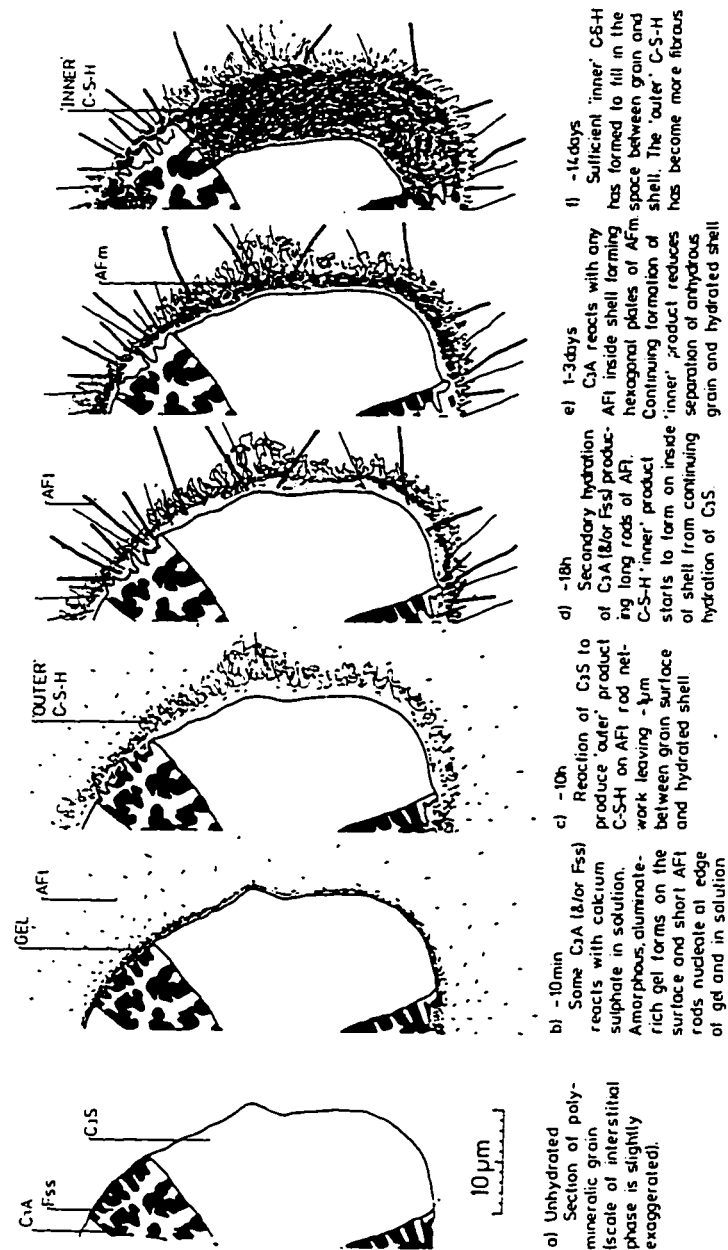 C₃A
Fss
C₃S
GEL
AFt
'OUTER'
C-S-H
AFt
AFm
'INNER'
C-S-H
10µm
a) Unhydrated
Section of poly-
mineralic grain
(scale of interstitial
phase is slightly
exaggerated).
b) ~10min
Some C₃A (&/or Fss)
reacts with calcium
sulphate in solution.
Amorphous, aluminate-
rich gel forms on the
surface and short AFt
rods nucleate at edge
of gel and in solution
c) ~10h
Reaction of C₃S to
produce 'outer' product
C-S-H on AFt rod net-
work leaving ~1µm
between grain surface
and hydrated shell.
d) ~18h
Secondary hydration
of C₃A (&/or Fss) produc-
ing long rods of AFt.
C-S-H 'inner' product
starts to form on inside
of shell from continuing
hydration of C₃S.
e) 1-3days
C₃A reacts with any
AFt inside shell forming
hexagonal plates of AFm.
Continuing formation of
'inner' product reduces
separation of anhydrous
grain and hydrated shell
f) ~14days
Sufficient 'inner' C-S-H
has formed to fill in the
space between grain and
shell. The 'outer' C-S-H
has become more fibrous